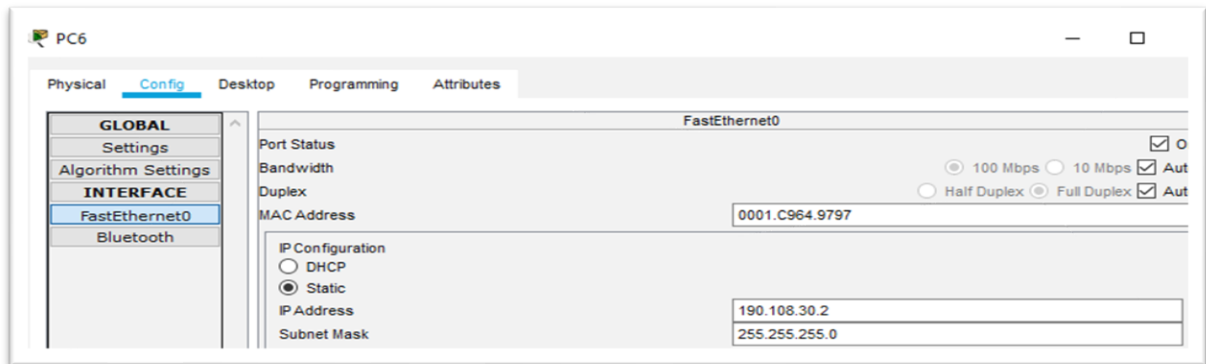 PC6
Physical Config Desktop Programming Attributes
GLOBAL
Settings
Algorithm Settings
INTERFACE
FastEthernet0
Bluetooth
FastEthernet0
Port Status
Bandwidth 100 Mbps 10 Mbps Aut
Duplex Half Duplex Full Duplex Aut
MAC Address 0001.C964.9797
IP Configuration
DHCP
Static
IP Address 190.108.30.2
Subnet Mask 255.255.255.0